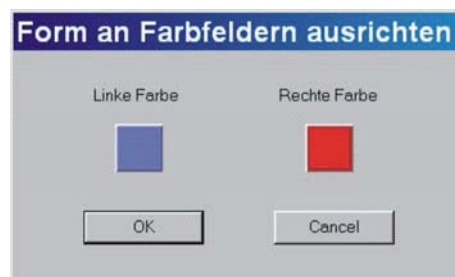 Form an Farbfeldern ausrichten
Linke Farbe Rechte Farbe
OK Cancel